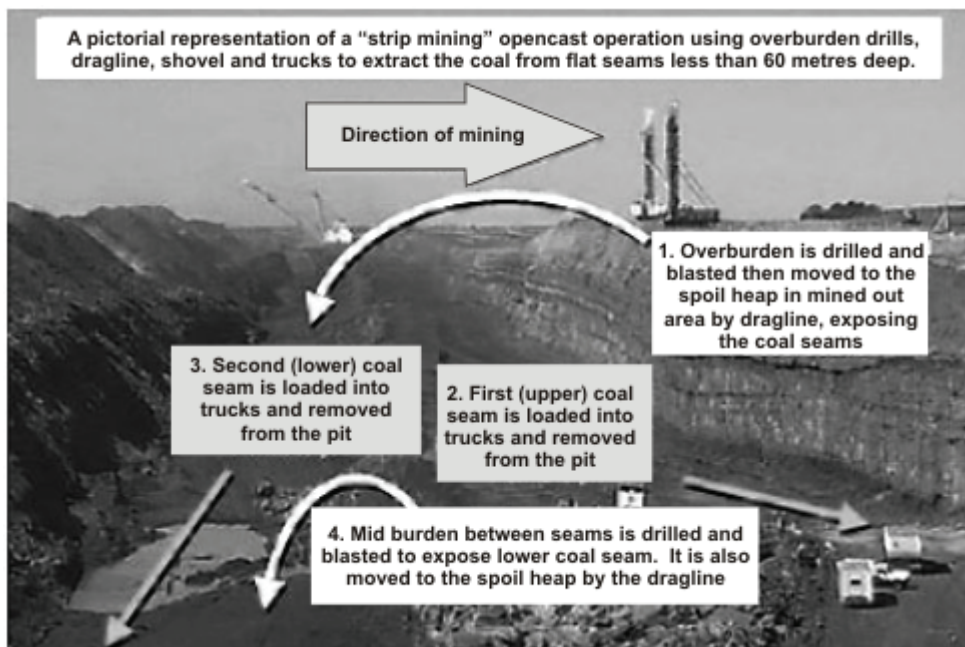 A pictorial representation of a “strip mining” opencast operation using overburden drills,
dragline, shovel and trucks to extract the coal from flat seams less than 60 metres deep.
Direction of mining
1. Overburden is drilled and
blasted then moved to the
spoil heap in mined out
area by dragline, exposing
the coal seams
3. Second (lower) coal
seam is loaded into
trucks and removed
from the pit
2. First (upper) coal
seam is loaded into
trucks and removed
from the pit
4. Mid burden between seams is drilled and
blasted to expose lower coal seam.  It is also
moved to the spoil heap by the dragline